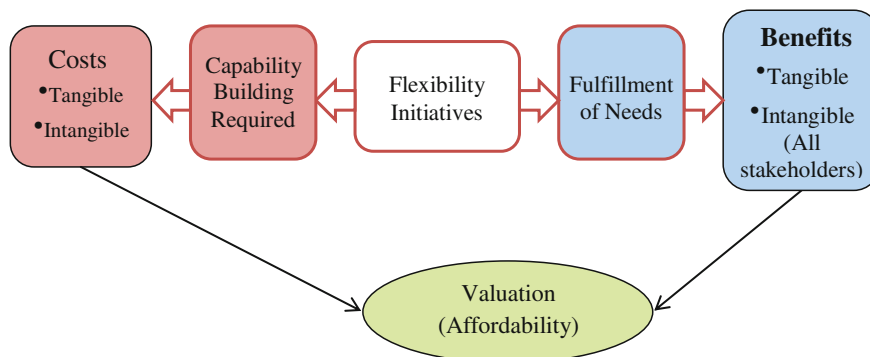 Costs
•Tangible
•Intangible
Capability
Building
Required
Flexibility
Initiatives
Fulfillment
of Needs
Benefits
•Tangible
•Intangible
(All
stakeholders)
Valuation
(Affordability)